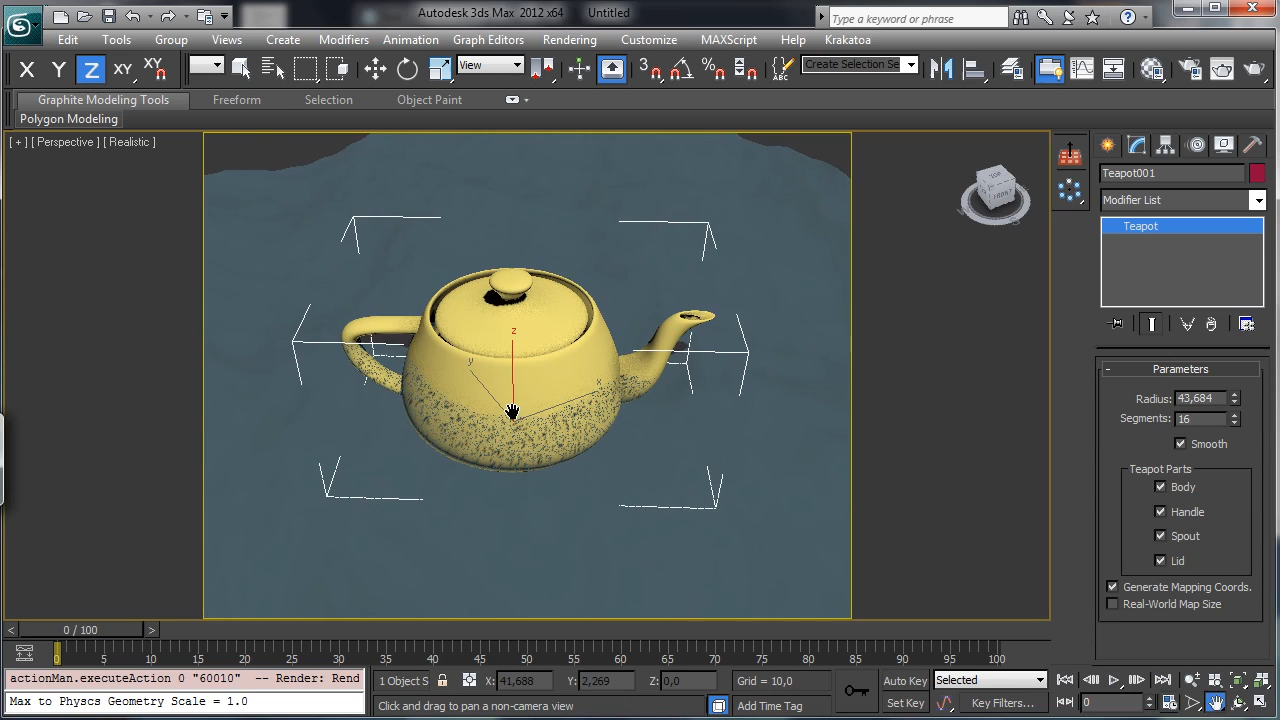 Autodesk 3ds Max 2012 x64 Untitled
Type a keyword or phrase
Edit Tools Group Views Create Modifiers Animation Graph Editors Rendering Customize MAXScript Help Krakatoa
X Y Z XY XY View 3 % ABC Create Selection Se
Graphite Modeling Tools Freeform Selection Object Paint
Polygon Modeling
[ + ] [ Perspective ] [ Realistic ]
TOP
z
y
x
Teapot001
Modifier List
Teapot
- Parameters
Radius: 43,684
Segments: 16
Smooth
Teapot Parts
Body
Handle
Spout
Lid
Generate Mapping Coords.
Real-World Map Size
< 0 / 100 >
0 5 10 15 20 25 30 35 40 45 50 55 60 65 70 75 80 85 90 95 100
actionMan.executeAction 0 "60010" -- Render: Rend
Max to Physcs Geometry Scale = 1.0
1 Object S X: 41,688 Y: 2,269 Z: 0,0 Grid = 10,0
Click and drag to pan a non-camera view
Add Time Tag
Auto Key Selected
Set Key Key Filters... 0